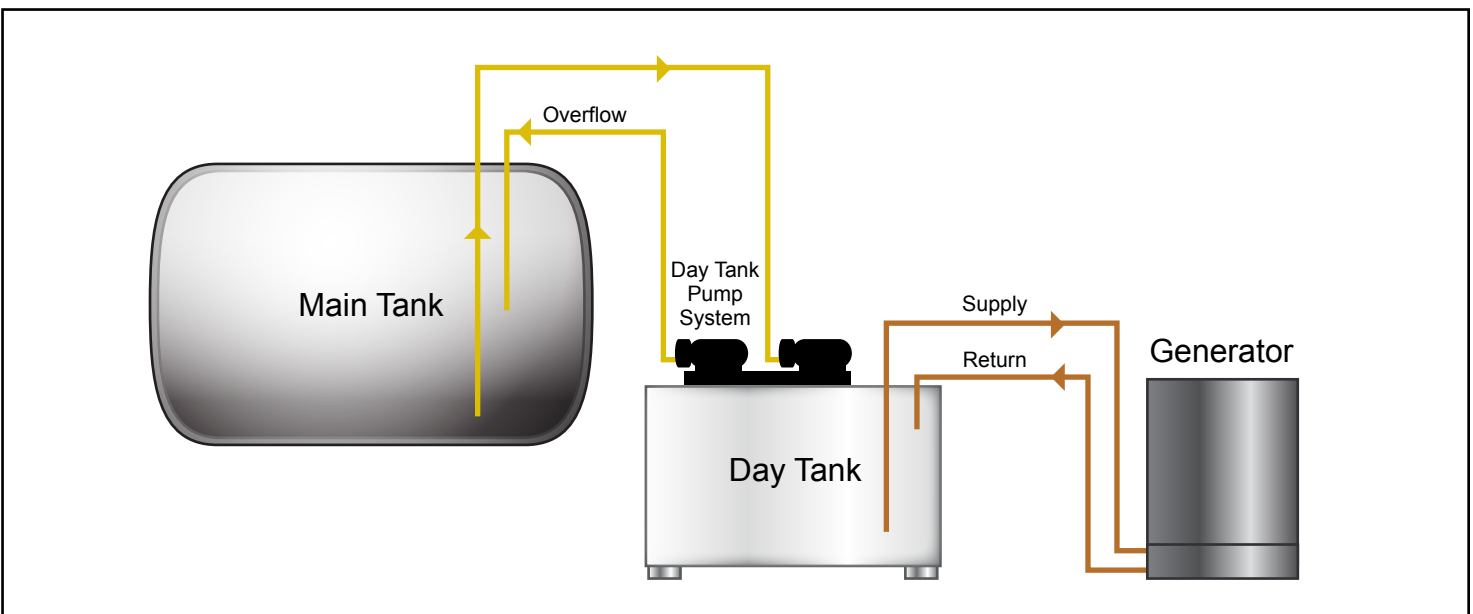 Overflow
Main Tank
Day Tank
Pump
System
Supply
Return
Generator
Day Tank